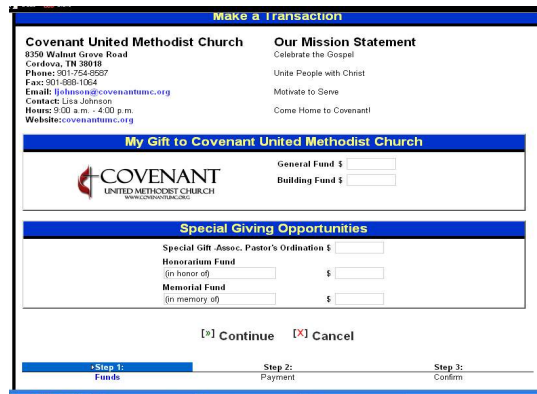 Make a Transaction
Covenant United Methodist Church
8350 Walnut Grove Road
Cordova, TN 38018
Phone: 901-754-8587
Fax: 901-888-1064
Email: ljohnson@covenantumc.org
Contact: Lisa Johnson
Hours: 9:00 a.m. - 4:00 p.m.
Website:covenantumc.org
Our Mission Statement
Celebrate the Gospel
Unite People with Christ
Motivate to Serve
Come Home to Covenant!
My Gift to Covenant United Methodist Church
COVENANT
UNITED METHODIST CHURCH
WWW.COVENANTUMC.ORG
General Fund $
Building Fund $
Special Giving Opportunities
Special Gift -Assoc. Pastor's Ordination $
Honorarium Fund
(in honor of) $
Memorial Fund
(in memory of) $
[»] Continue [X] Cancel
›Step 1: Step 2: Step 3:
Funds Payment Confirm